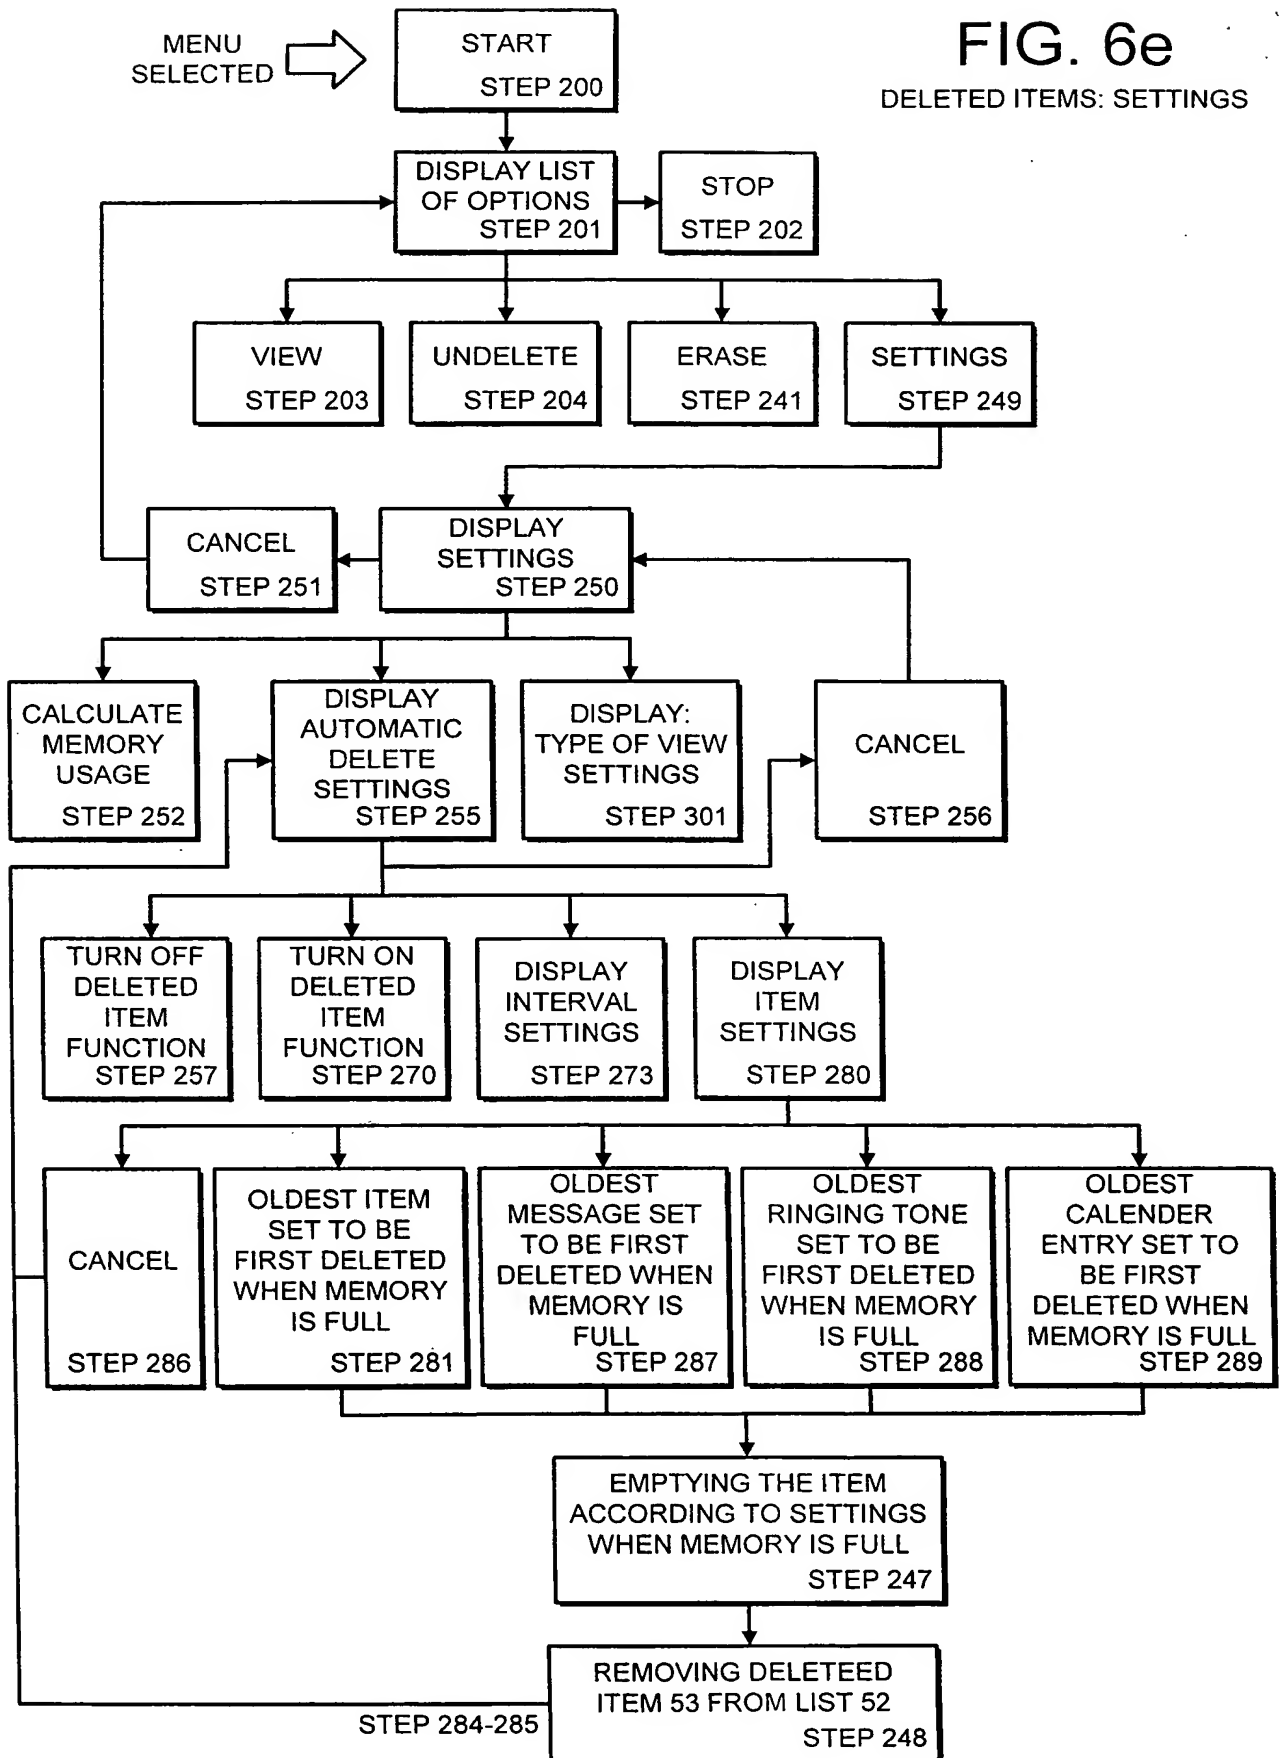 FIG. 6e
DELETED ITEMS: SETTINGS
MENU
SELECTED
START
STEP 200
DISPLAY LIST
OF OPTIONS
STEP 201
STOP
STEP 202
VIEW
STEP 203
UNDELETE
STEP 204
ERASE
STEP 241
SETTINGS
STEP 249
CANCEL
STEP 251
DISPLAY
SETTINGS
STEP 250
CALCULATE
MEMORY
USAGE
STEP 252
DISPLAY
AUTOMATIC
DELETE
SETTINGS
STEP 255
DISPLAY:
TYPE OF VIEW
SETTINGS
STEP 301
CANCEL
STEP 256
TURN OFF
DELETED
ITEM
FUNCTION
STEP 257
TURN ON
DELETED
ITEM
FUNCTION
STEP 270
DISPLAY
INTERVAL
SETTINGS
STEP 273
DISPLAY
ITEM
SETTINGS
STEP 280
CANCEL
STEP 286
OLDEST ITEM
SET TO BE
FIRST DELETED
WHEN MEMORY
IS FULL
STEP 281
OLDEST
MESSAGE SET
TO BE FIRST
DELETED WHEN
MEMORY IS
FULL
STEP 287
OLDEST
RINGING TONE
SET TO BE
FIRST DELETED
WHEN MEMORY
IS FULL
STEP 288
OLDEST
CALENDER
ENTRY SET TO
BE FIRST
DELETED WHEN
MEMORY IS FULL
STEP 289
EMPTYING THE ITEM
ACCORDING TO SETTINGS
WHEN MEMORY IS FULL
STEP 247
REMOVING DELETEED
ITEM 53 FROM LIST 52
STEP 248
STEP 284-285